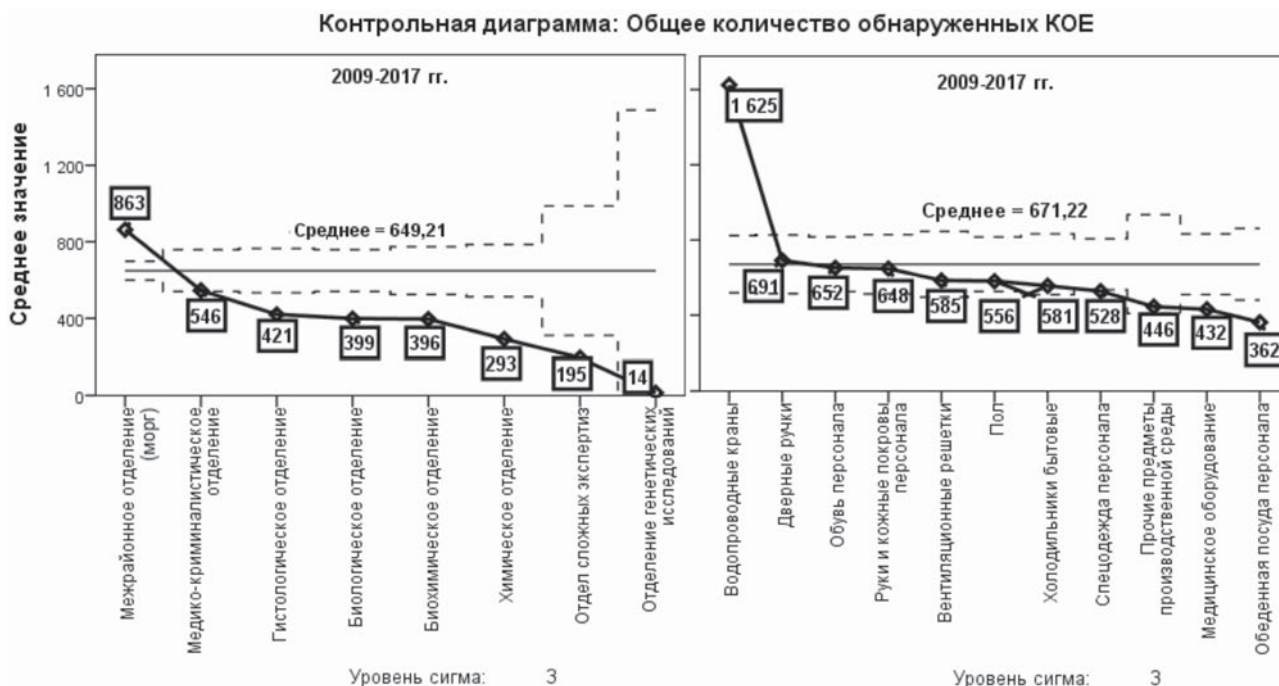 Контрольная диаграмма: Общее количество обнаруженных КОЕ
Среднее значение
2009-2017 гг.
1 600
1 200
800
400
0
863
Среднее = 649,21
546
421
399
396
293
195
14
Межрайонное отделение
(морг)
Медико-криминалистическое
отделение
Гистологическое отделение
Биологическое отделение
Биохимическое отделение
Химическое отделение
Отдел сложных экспертиз
Отделение генетических
исследований
Уровень сигма: 3
2009-2017 гг.
1 625
Среднее = 671,22
691
652
648
585
556
581
528
446
432
362
Водопроводные краны
Дверные ручки
Обувь персонала
Руки и кожные покровы
персонала
Вентиляционные решетки
Пол
Холодильники бытовые
Спецодежда персонала
Прочие предметы
производственной среды
Медицинское оборудование
Обеденная посуда персонала
Уровень сигма: 3